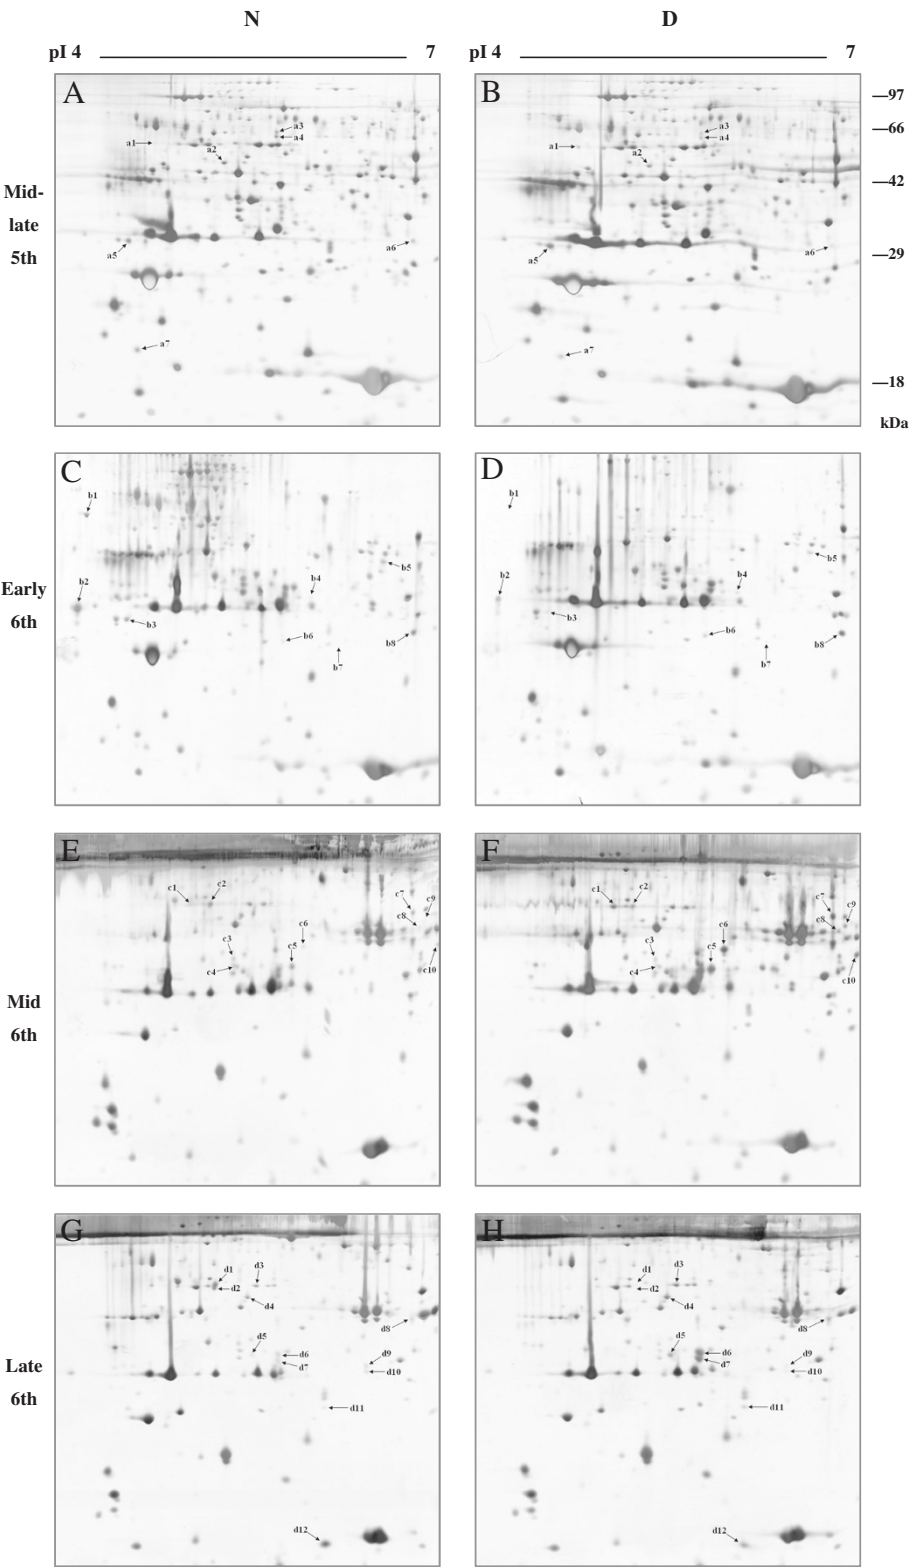 N D
pI 4 7 pI 4 7
A B
—97
a3 a3
—66
a4 a4
a1 a1
a2 a2
Mid-
late
5th
—42
a6 a6
a5 a5
—29
a7 a7
—18
kDa
C D
b1 b1
Early
6th
b5 b5
b2 b4 b2 b4
b3 b3
b6 b8 b6 b8
b7 b7
E F
c1 c2 c7 c9 c1 c2 c7 c9
c8 c8
c6 c6
c3 c5 c3 c5
c4 c10 c4 c10
Mid
6th
G H
d1 d3 d1 d3
d2 d2
d4 d4
d8 d8
d5 d5
d6 d9 d6 d9
d7 d10 d7 d10
Late
6th
d11 d11
d12 d12